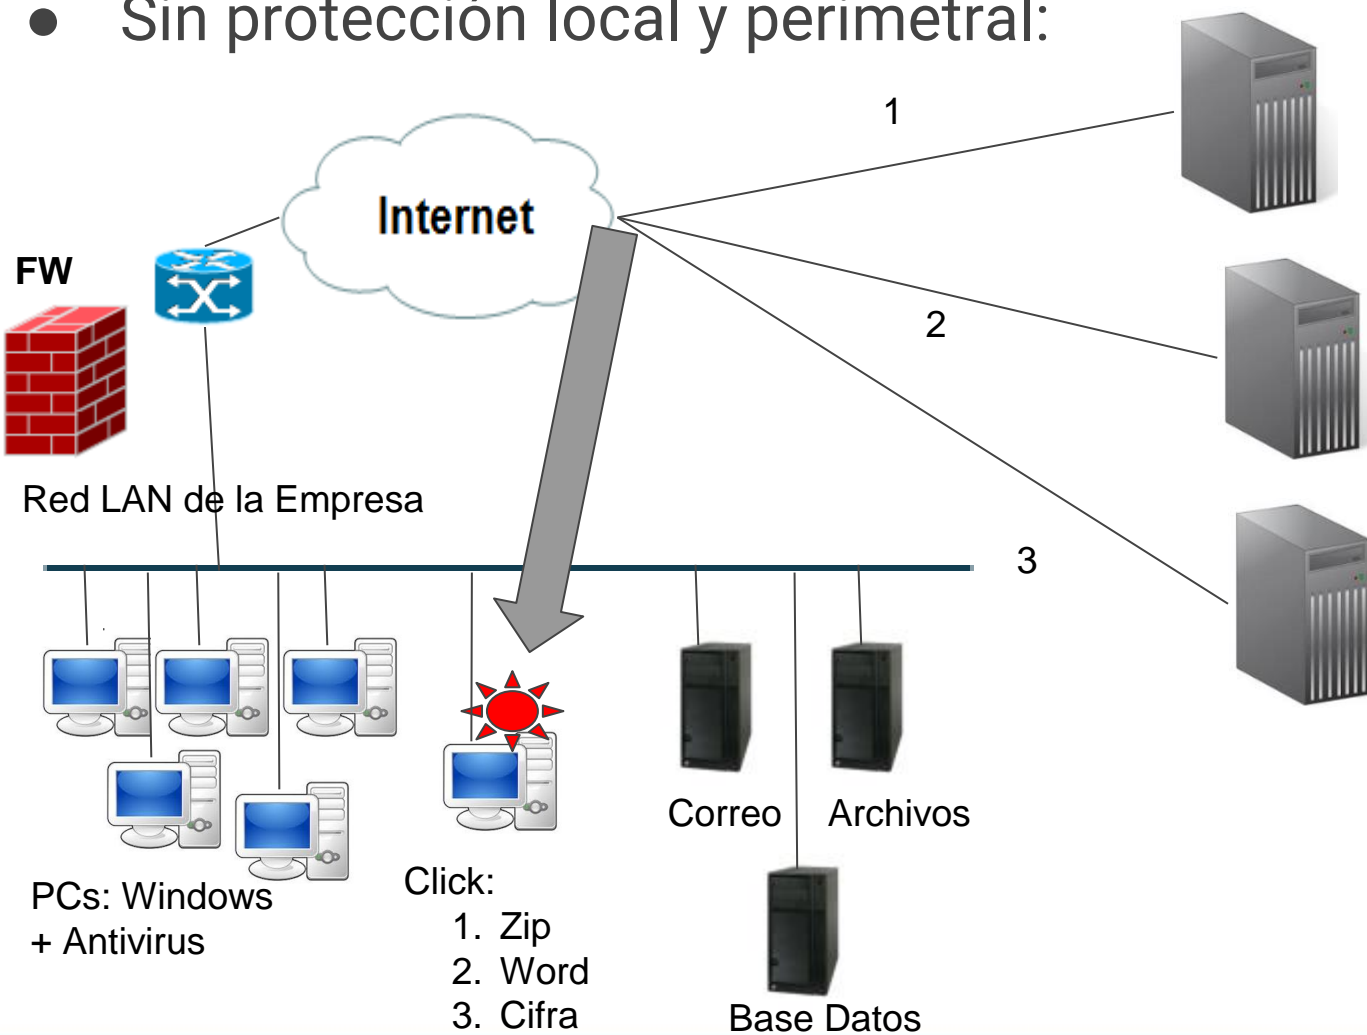 ● Sin protección local y perimetral:
1
Internet
FW
2
Red LAN de la Empresa
3
Correo
Archivos
PCs: Windows
+ Antivirus
Click:
1. Zip
2. Word
3. Cifra
Base Datos